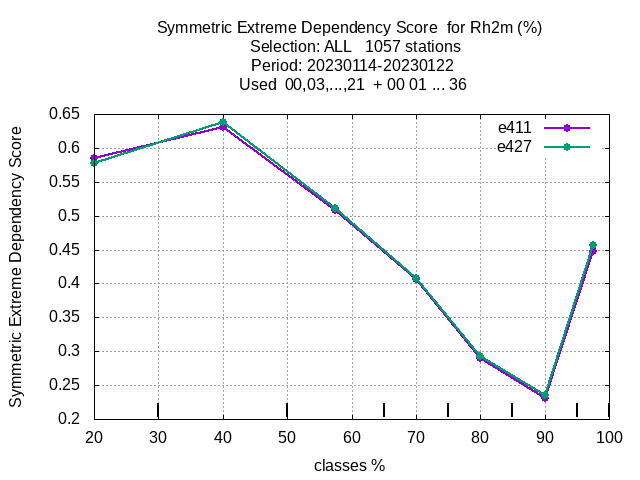 Symmetric Extreme Dependency Score  for Rh2m (%)
Selection: ALL   1057 stations
Period: 20230114-20230122
Used  00,03,...,21  + 00 01 ... 36
e411
e427
Symmetric Extreme Dependency Score
0.65
0.6
0.55
0.5
0.45
0.4
0.35
0.3
0.25
0.2
20 30 40 50 60 70 80 90 100
classes %